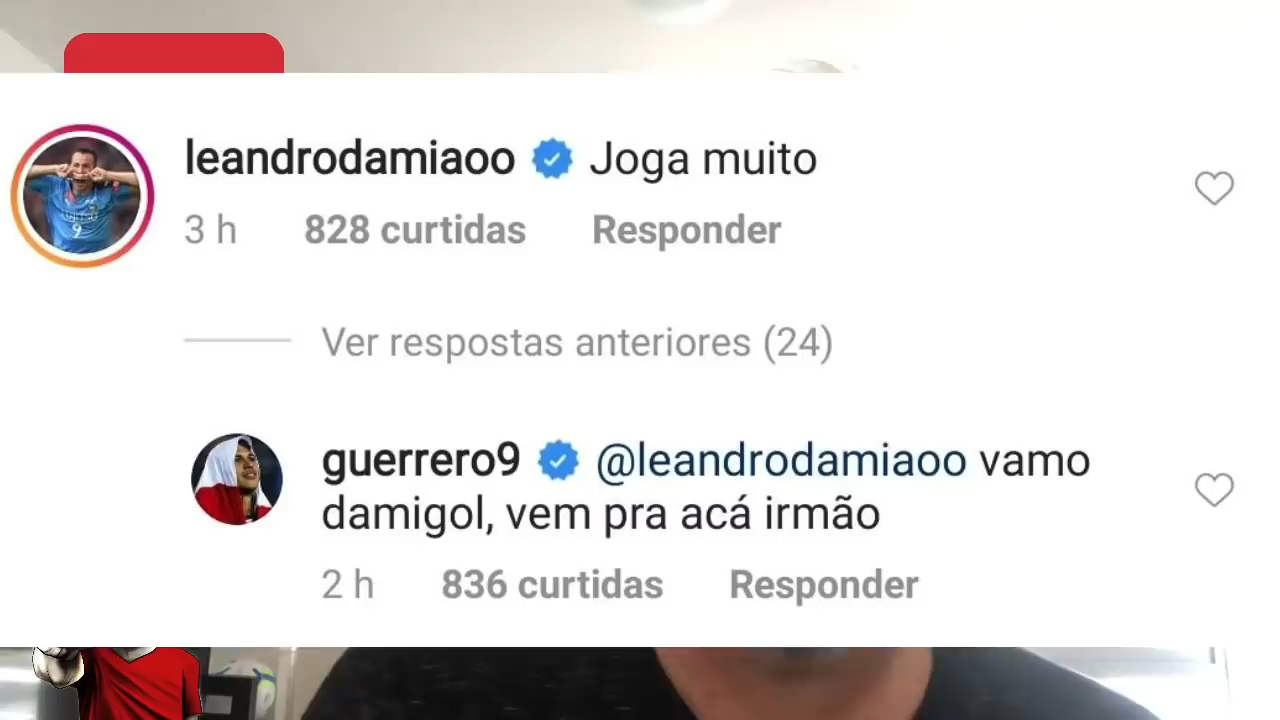 leandrodamiaoo Joga muito
3 h 828 curtidas Responder
Ver respostas anteriores (24)
guerrero9 @leandrodamiaoo vamo
damigol, vem pra acá irmão
2 h 836 curtidas Responder